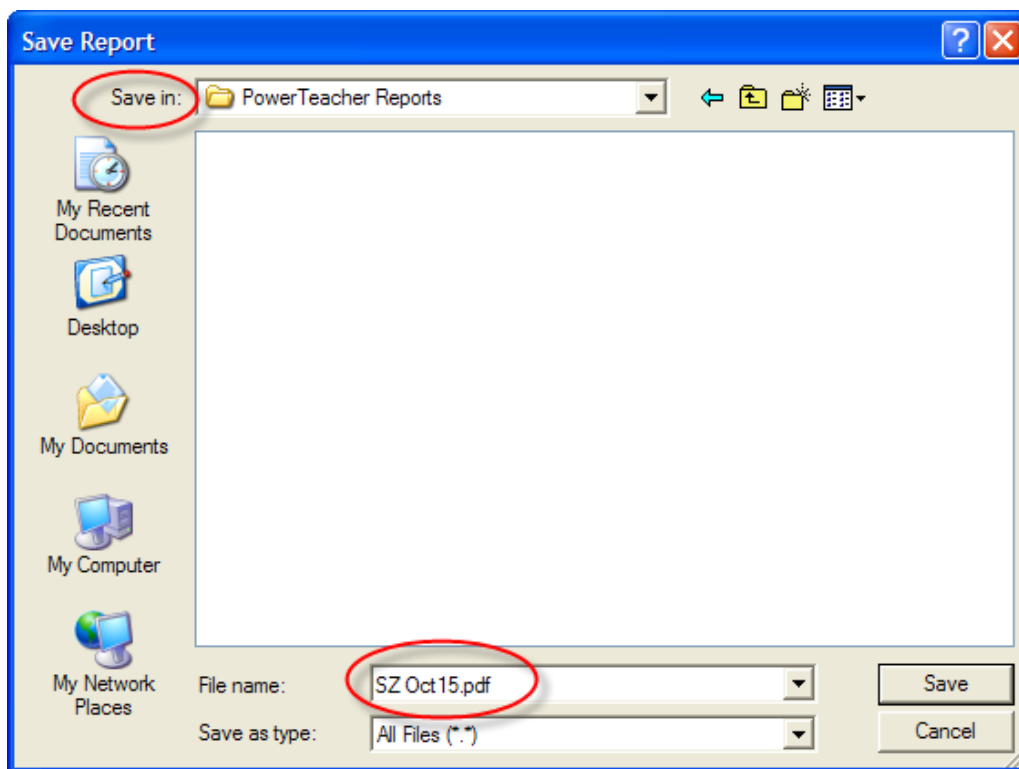 Save Report
Save in: PowerTeacher Reports
My Recent
Documents
Desktop
My Documents
My Computer
My Network
Places
File name: SZ Oct15.pdf Save
Save as type: All Files (*.*) Cancel